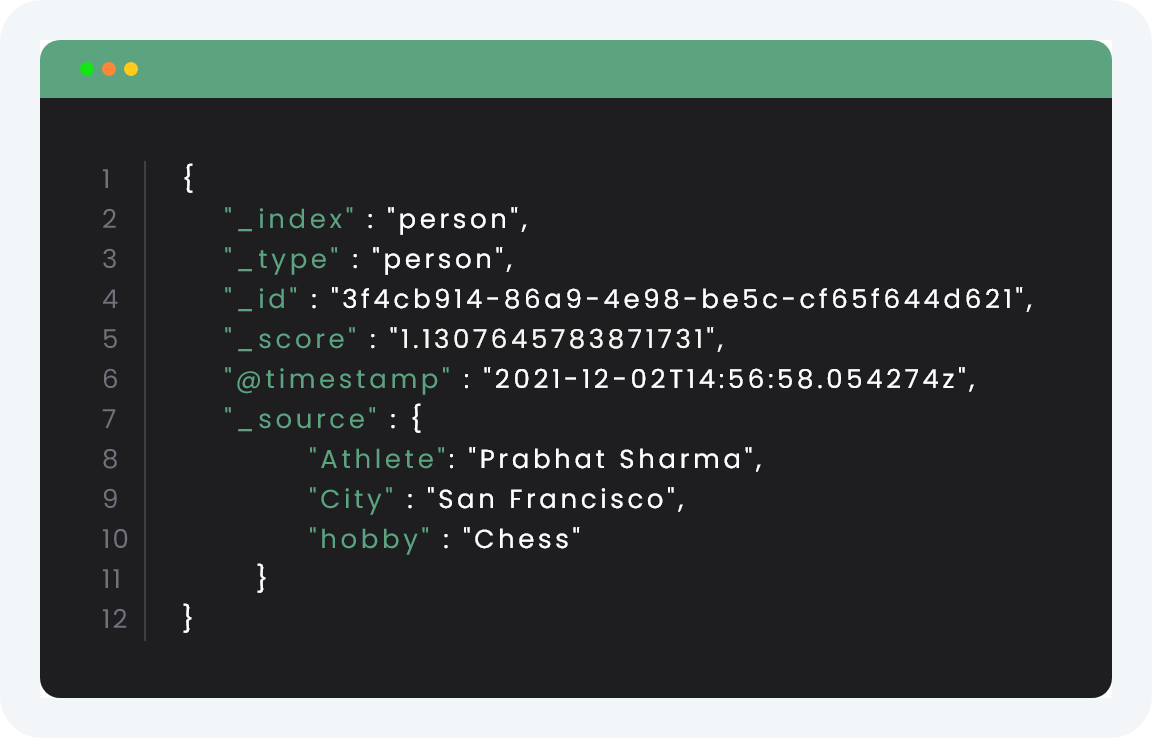 1 {
2 "_index" : "person",
3 "_type" : "person",
4 "_id" : "3f4cb914-86a9-4e98-be5c-cf65f644d621",
5 "_score" : "1.1307645783871731",
6 "@timestamp" : "2021-12-02T14:56:58.054274z",
7 "_source" : {
8 "Athlete": "Prabhat Sharma",
9 "City" : "San Francisco",
10 "hobby" : "Chess"
11 }
12 }